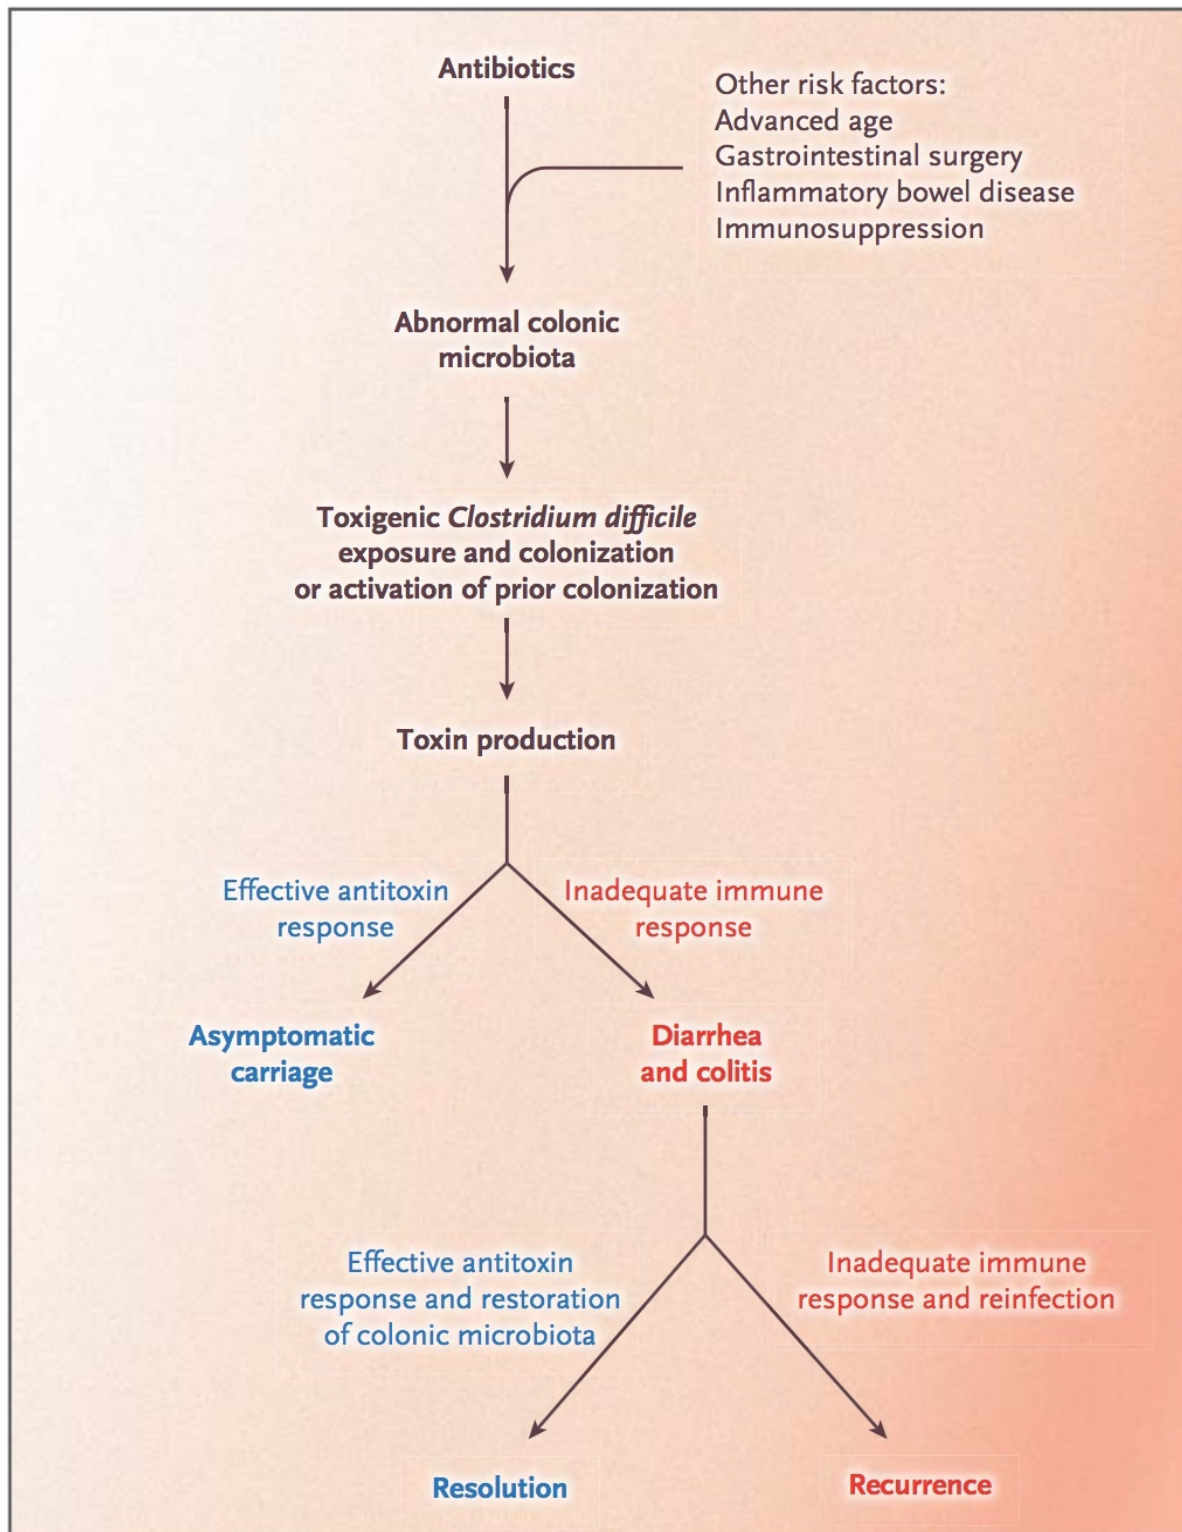 Antibiotics
Other risk factors:
Advanced age
Gastrointestinal surgery
Inflammatory bowel disease
Immunosuppression
Abnormal colonic
microbiota
Toxigenic Clostridium difficile
exposure and colonization
or activation of prior colonization
Toxin production
Effective antitoxin
response
Inadequate immune
response
Asymptomatic
carriage
Diarrhea
and colitis
Effective antitoxin
response and restoration
of colonic microbiota
Inadequate immune
response and reinfection
Resolution
Recurrence